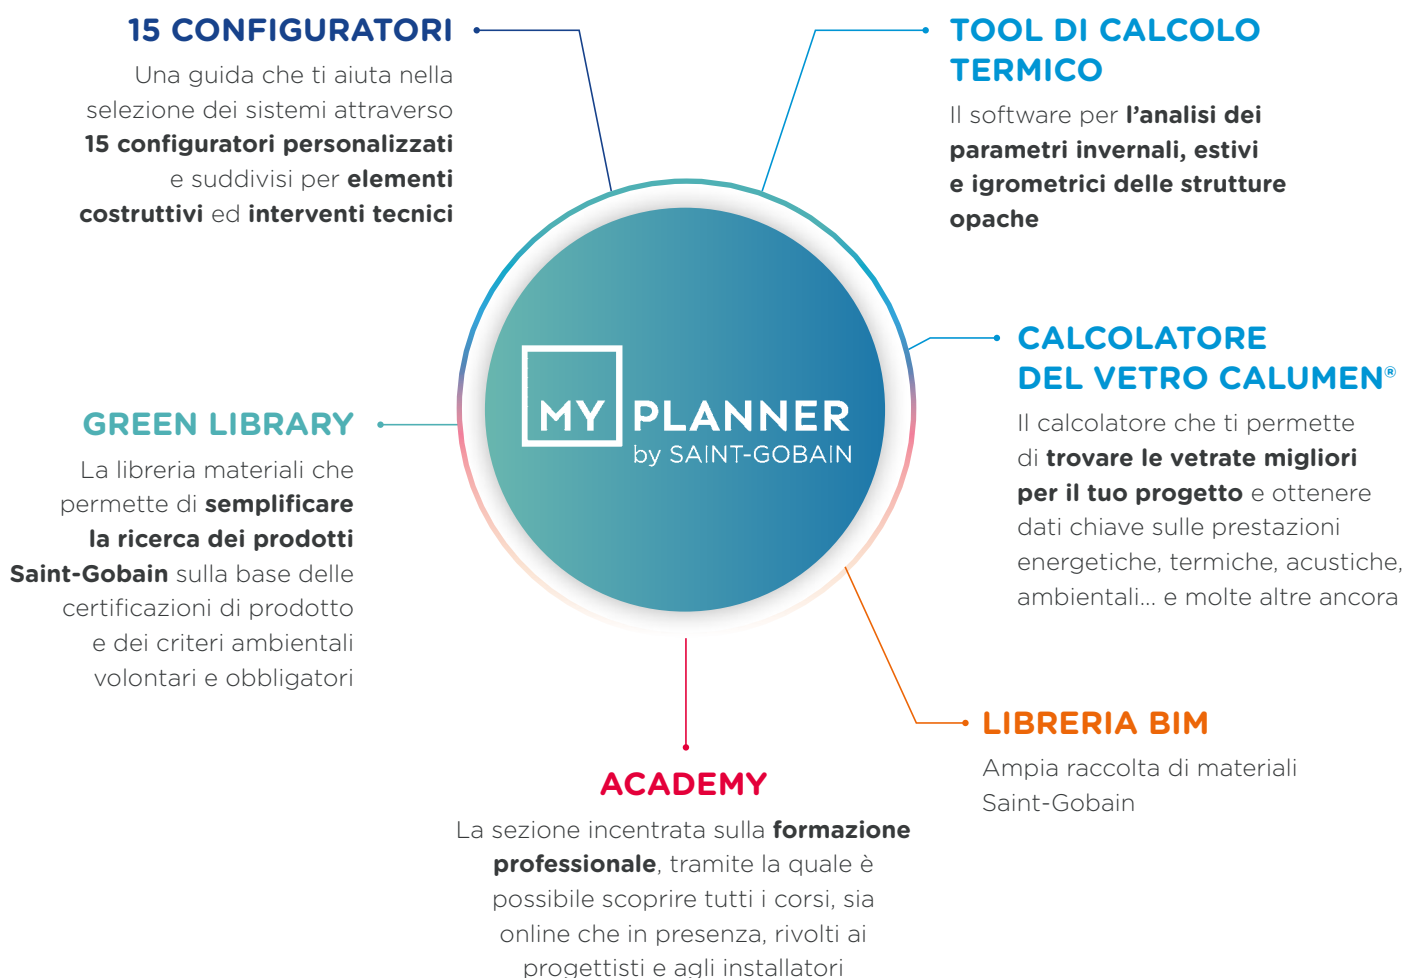 15 CONFIGURATORI
Una guida che ti aiuta nella
selezione dei sistemi attraverso
15 configuratori personalizzati
e suddivisi per elementi
costruttivi ed interventi tecnici
TOOL DI CALCOLO
TERMICO
Il software per l’analisi dei
parametri invernali, estivi
e igrometrici delle strutture
opache
CALCOLATORE
DEL VETRO CALUMEN®
Il calcolatore che ti permette
di trovare le vetrate migliori
per il tuo progetto e ottenere
dati chiave sulle prestazioni
energetiche, termiche, acustiche,
ambientali... e molte altre ancora
MY PLANNER
by SAINT-GOBAIN
GREEN LIBRARY
La libreria materiali che
permette di semplificare
la ricerca dei prodotti
Saint-Gobain sulla base delle
certificazioni di prodotto
e dei criteri ambientali
volontari e obbligatori
LIBRERIA BIM
Ampia raccolta di materiali
Saint-Gobain
ACADEMY
La sezione incentrata sulla formazione
professionale, tramite la quale è
possibile scoprire tutti i corsi, sia
online che in presenza, rivolti ai
progettisti e agli installatori